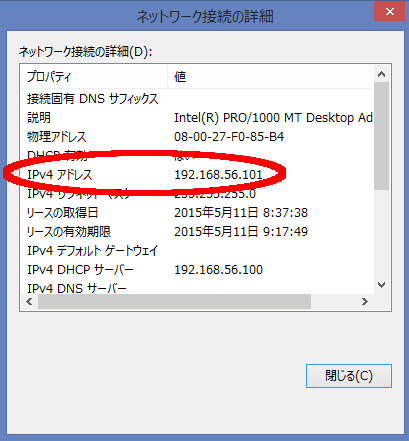 ネットワーク接続の詳細
ネットワーク接続の詳細(D):
プロパティ 値
接続固有 DNS サフィックス
説明 Intel(R) PRO/1000 MT Desktop Ad
物理アドレス 08-00-27-F0-85-B4
DHCP 有効 はい
IPv4 アドレス 192.168.56.101
IPv4 サブネット マスク 255.255.255.0
リースの取得日 2015年5月11日 8:37:38
リースの有効期限 2015年5月11日 9:17:49
IPv4 デフォルト ゲートウェイ
IPv4 DHCP サーバー 192.168.56.100
IPv4 DNS サーバー
閉じる(C)